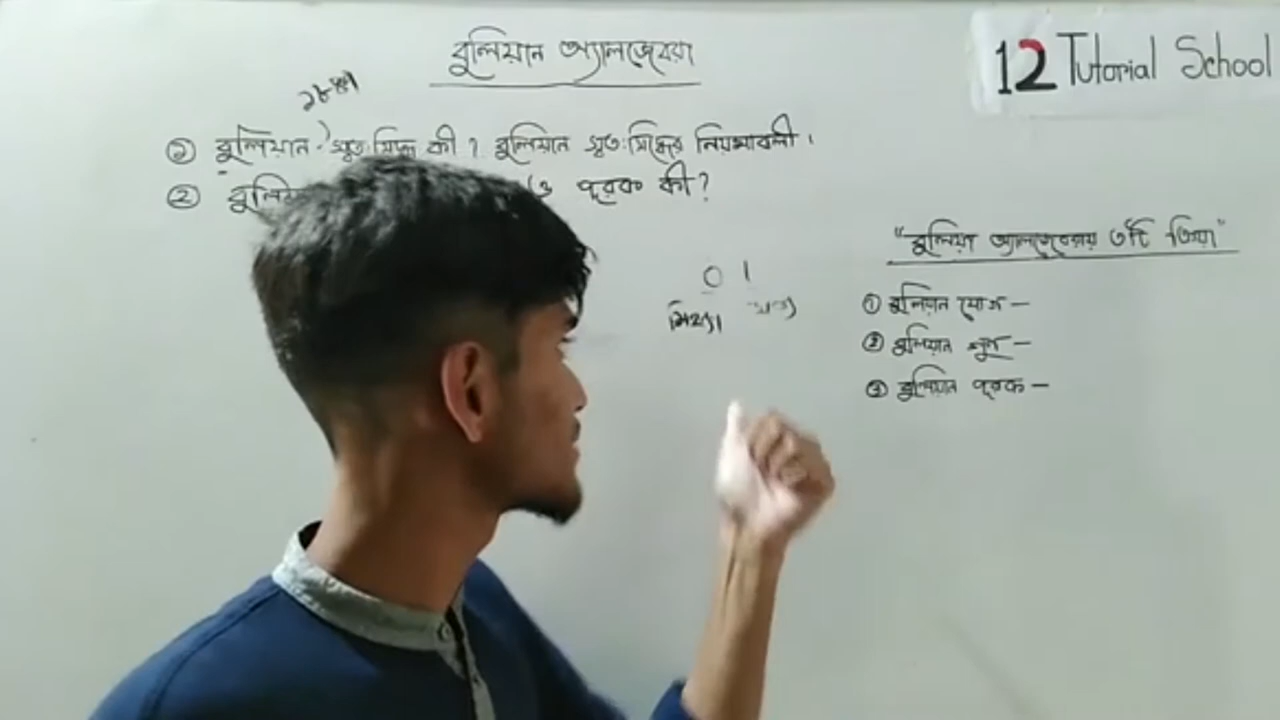 বুলিয়ান অ্যালজেবরা
12 Tutorial School
① বুলিয়ান স্বতঃসিদ্ধ কী? বুলিয়ান স্বতঃসিদ্ধের নিয়মাবলী।
② ও পূরক কী?
"বুলিয়া অ্যালজেবরার ৩টি ক্রিয়া"
0 1
মিথ্যা সত্য
① বুলিয়ান যোগ –
② বুলিয়ান গুণ –
③ বুলিয়ান পূরক –